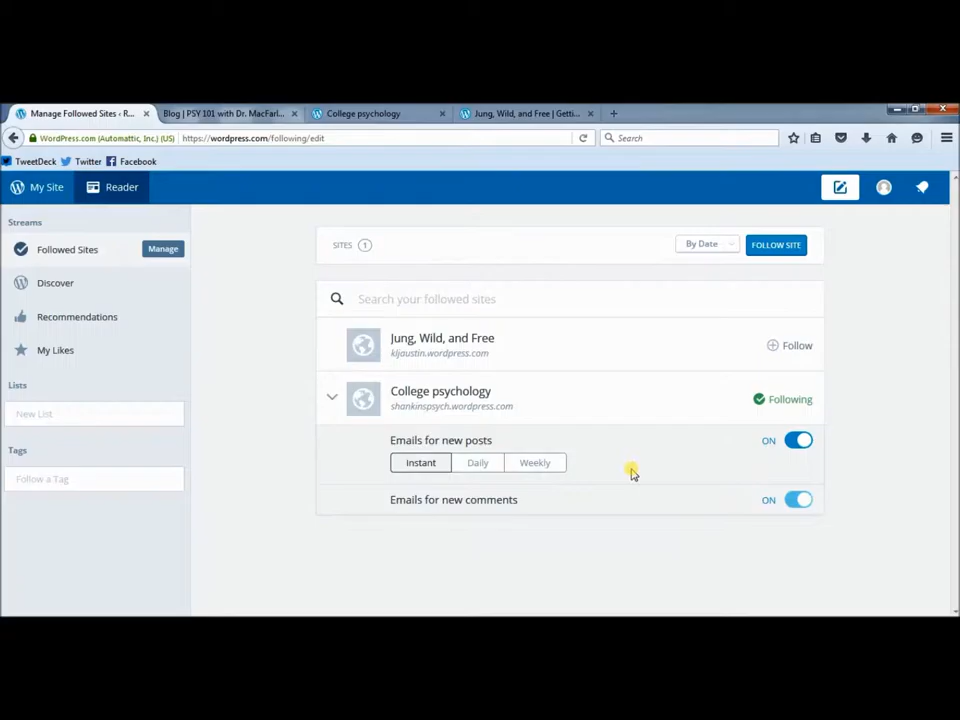 Manage Followed Sites ‹ R...
Blog | PSY 101 with Dr. MacFarl...
College psychology
Jung, Wild, and Free | Getti...
WordPress.com (Automattic, Inc.) (US)
https://wordpress.com/following/edit
Search
TweetDeck
Twitter
Facebook
My Site
Reader
Streams
Followed Sites
Manage
Discover
Recommendations
My Likes
Lists
New List
Tags
Follow a Tag
SITES 1
By Date
FOLLOW SITE
Search your followed sites
Jung, Wild, and Free
kljaustin.wordpress.com
Follow
College psychology
shankinspsych.wordpress.com
Following
Emails for new posts
ON
Instant
Daily
Weekly
Emails for new comments
ON